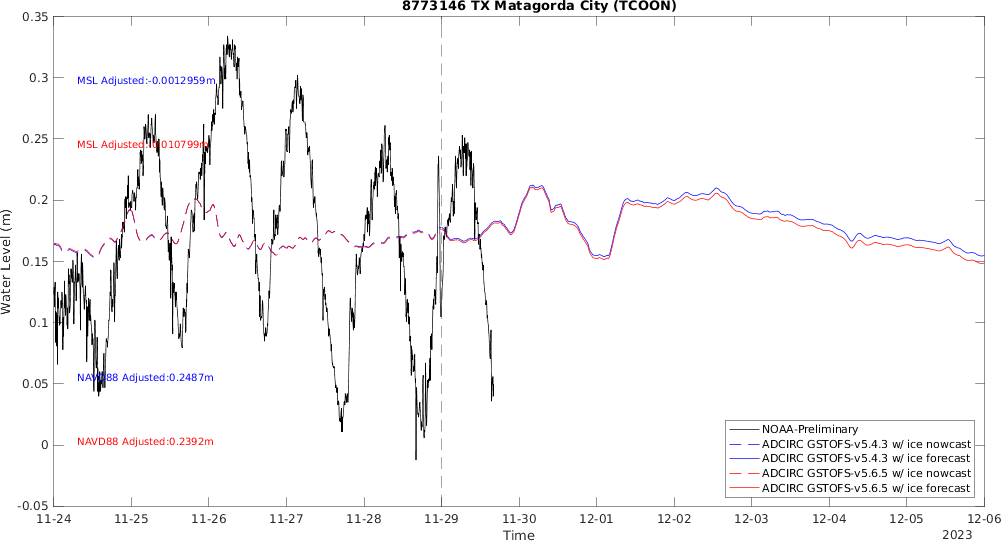 8773146 TX Matagorda City (TCOON)
0.35
0.3
0.25
0.2
0.15
0.1
0.05
0
-0.05
Water Level (m)
MSL Adjusted:-0.0012959m
MSL Adjusted:-0.010799m
NAVD88 Adjusted:0.2487m
NAVD88 Adjusted:0.2392m
NOAA-Preliminary
ADCIRC GSTOFS-v5.4.3 w/ ice nowcast
ADCIRC GSTOFS-v5.4.3 w/ ice forecast
ADCIRC GSTOFS-v5.6.5 w/ ice nowcast
ADCIRC GSTOFS-v5.6.5 w/ ice forecast
11-24 11-25 11-26 11-27 11-28 11-29 11-30 12-01 12-02 12-03 12-04 12-05 12-06
Time
2023